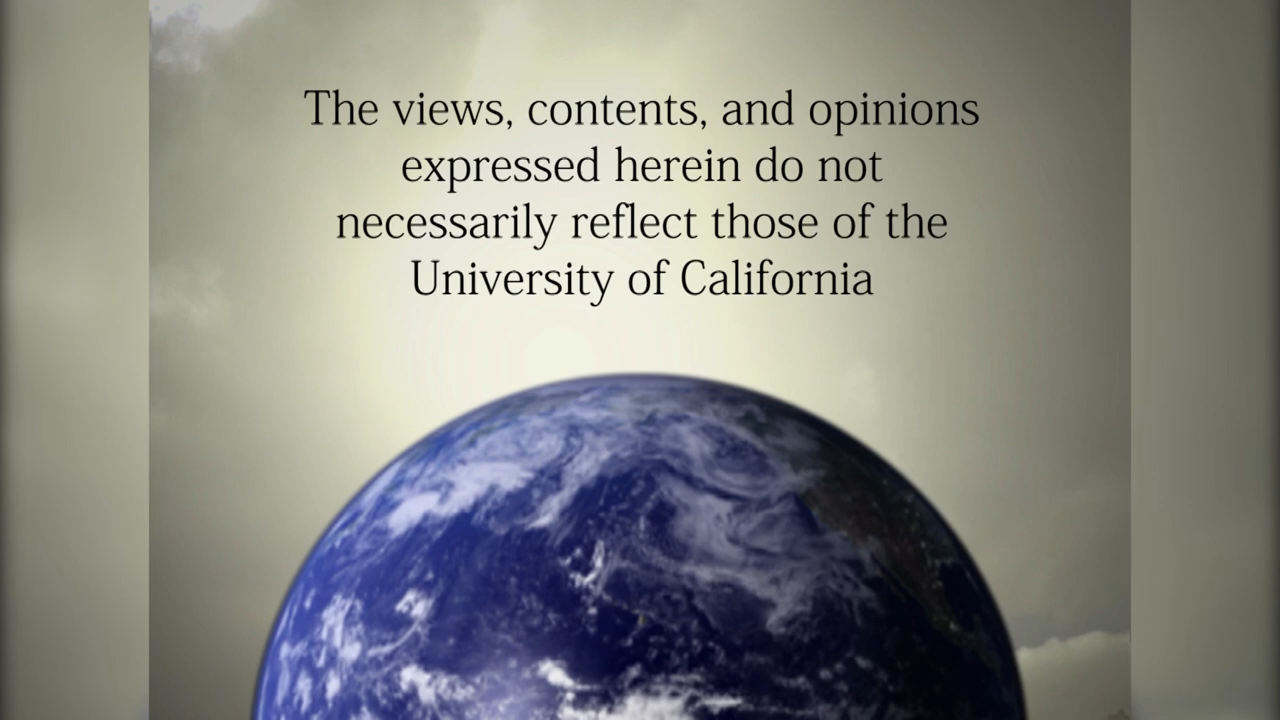 The views, contents, and opinions
expressed herein do not
necessarily reflect those of the
University of California